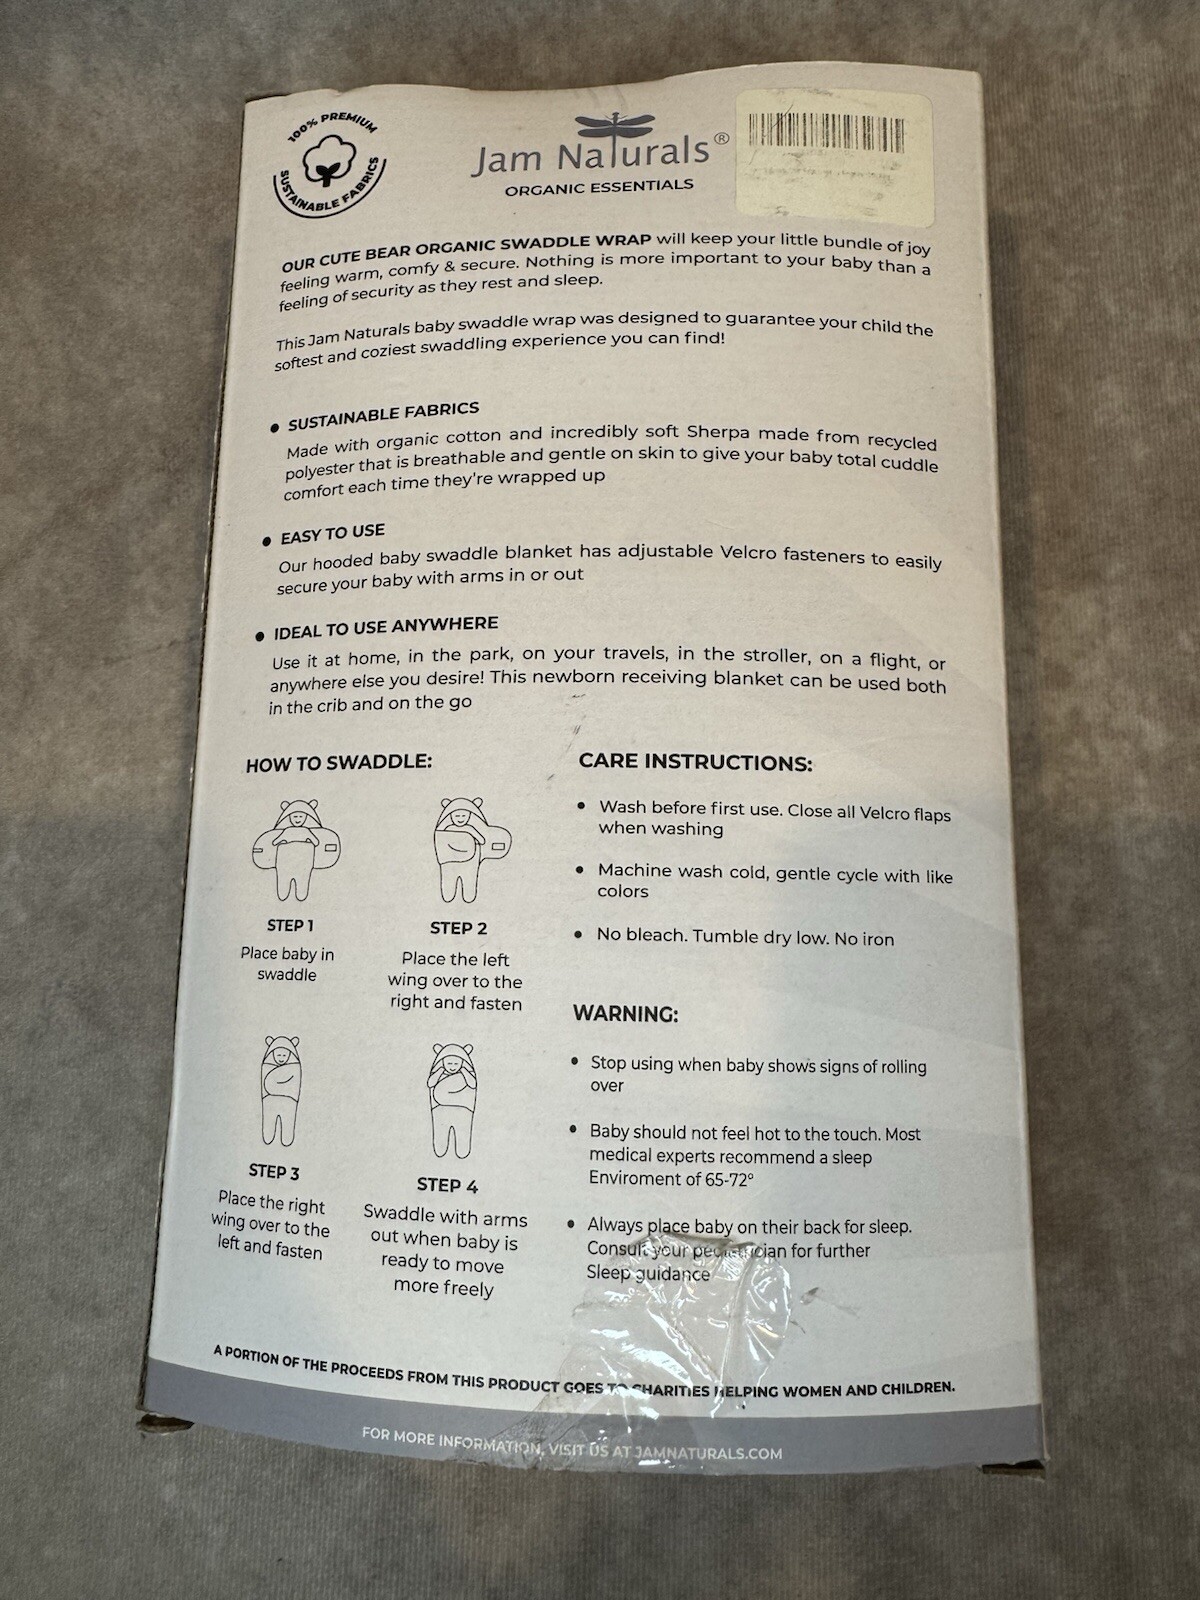 100% PREMIUM
SUSTAINABLE FABRICS
Jam Naturals®
ORGANIC ESSENTIALS
OUR CUTE BEAR ORGANIC SWADDLE WRAP will keep your little bundle of joy
feeling warm, comfy & secure. Nothing is more important to your baby than a
feeling of security as they rest and sleep.
This Jam Naturals baby swaddle wrap was designed to guarantee your child the
softest and coziest swaddling experience you can find!
• SUSTAINABLE FABRICS
Made with organic cotton and incredibly soft Sherpa made from recycled
polyester that is breathable and gentle on skin to give your baby total cuddle
comfort each time they're wrapped up
• EASY TO USE
Our hooded baby swaddle blanket has adjustable Velcro fasteners to easily
secure your baby with arms in or out
• IDEAL TO USE ANYWHERE
Use it at home, in the park, on your travels, in the stroller, on a flight, or
anywhere else you desire! This newborn receiving blanket can be used both
in the crib and on the go
HOW TO SWADDLE:
STEP 1
Place baby in
swaddle
STEP 2
Place the left
wing over to the
right and fasten
STEP 3
Place the right
wing over to the
left and fasten
STEP 4
Swaddle with arms
out when baby is
ready to move
more freely
CARE INSTRUCTIONS:
• Wash before first use. Close all Velcro flaps
when washing
• Machine wash cold, gentle cycle with like
colors
• No bleach. Tumble dry low. No iron
WARNING:
• Stop using when baby shows signs of rolling
over
• Baby should not feel hot to the touch. Most
medical experts recommend a sleep
Enviroment of 65-72°
• Always place baby on their back for sleep.
Consult your pediatrician for further
Sleep guidance
A PORTION OF THE PROCEEDS FROM THIS PRODUCT GOES TO CHARITIES HELPING WOMEN AND CHILDREN.
FOR MORE INFORMATION, VISIT US AT JAMNATURALS.COM